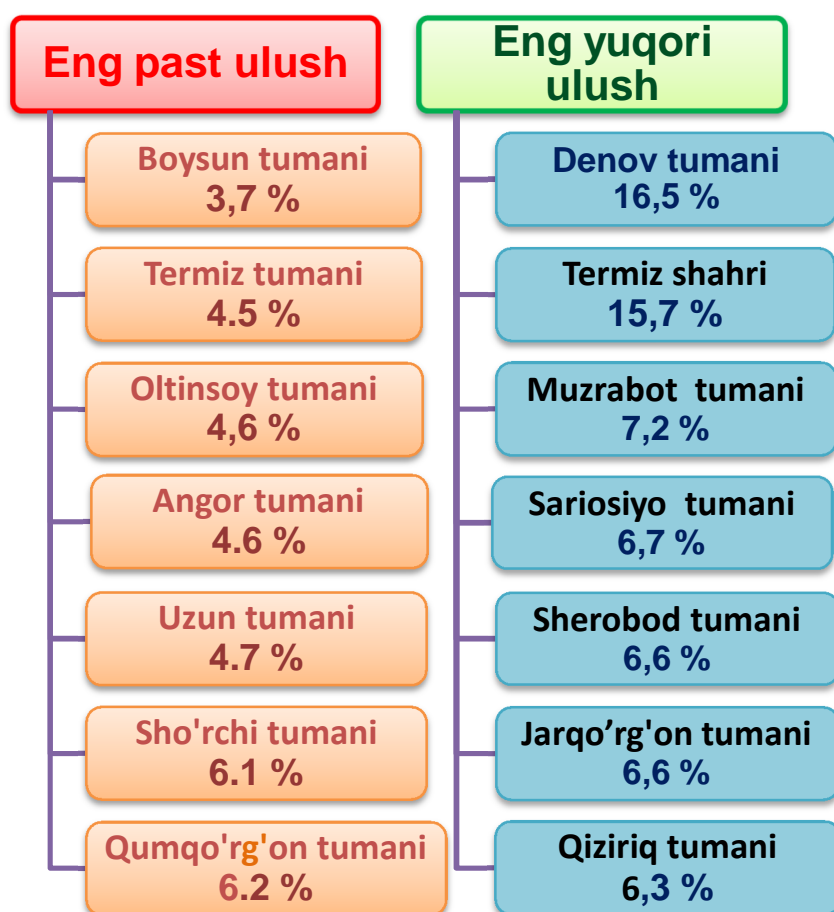 Eng past ulush
Boysun tumani
3,7 %
Termiz tumani
4.5 %
Oltinsoy tumani
4,6 %
Angor tumani
4.6 %
Uzun tumani
4.7 %
Sho'rchi tumani
6.1 %
Qumqo'rg'on tumani
6.2 %
Eng yuqori
ulush
Denov tumani
16,5 %
Termiz shahri
15,7 %
Muzrabot  tumani
7,2 %
Sariosiyo  tumani
6,7 %
Sherobod tumani
6,6 %
Jarqo’rg'on tumani
6,6 %
Qiziriq tumani
6,3 %